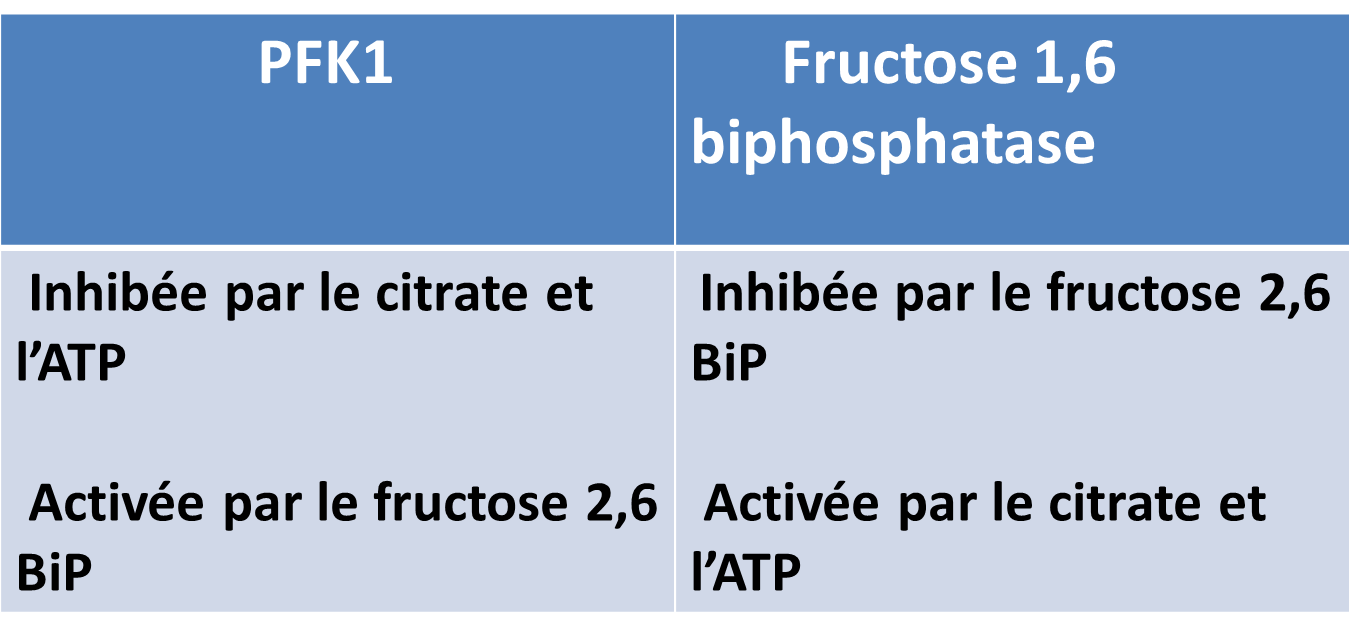 PFK1
Fructose 1,6
biphosphatase
Inhibée par le citrate et
l’ATP
Activée par le fructose 2,6
BiP
Inhibée par le fructose 2,6
BiP
Activée par le citrate et
l’ATP